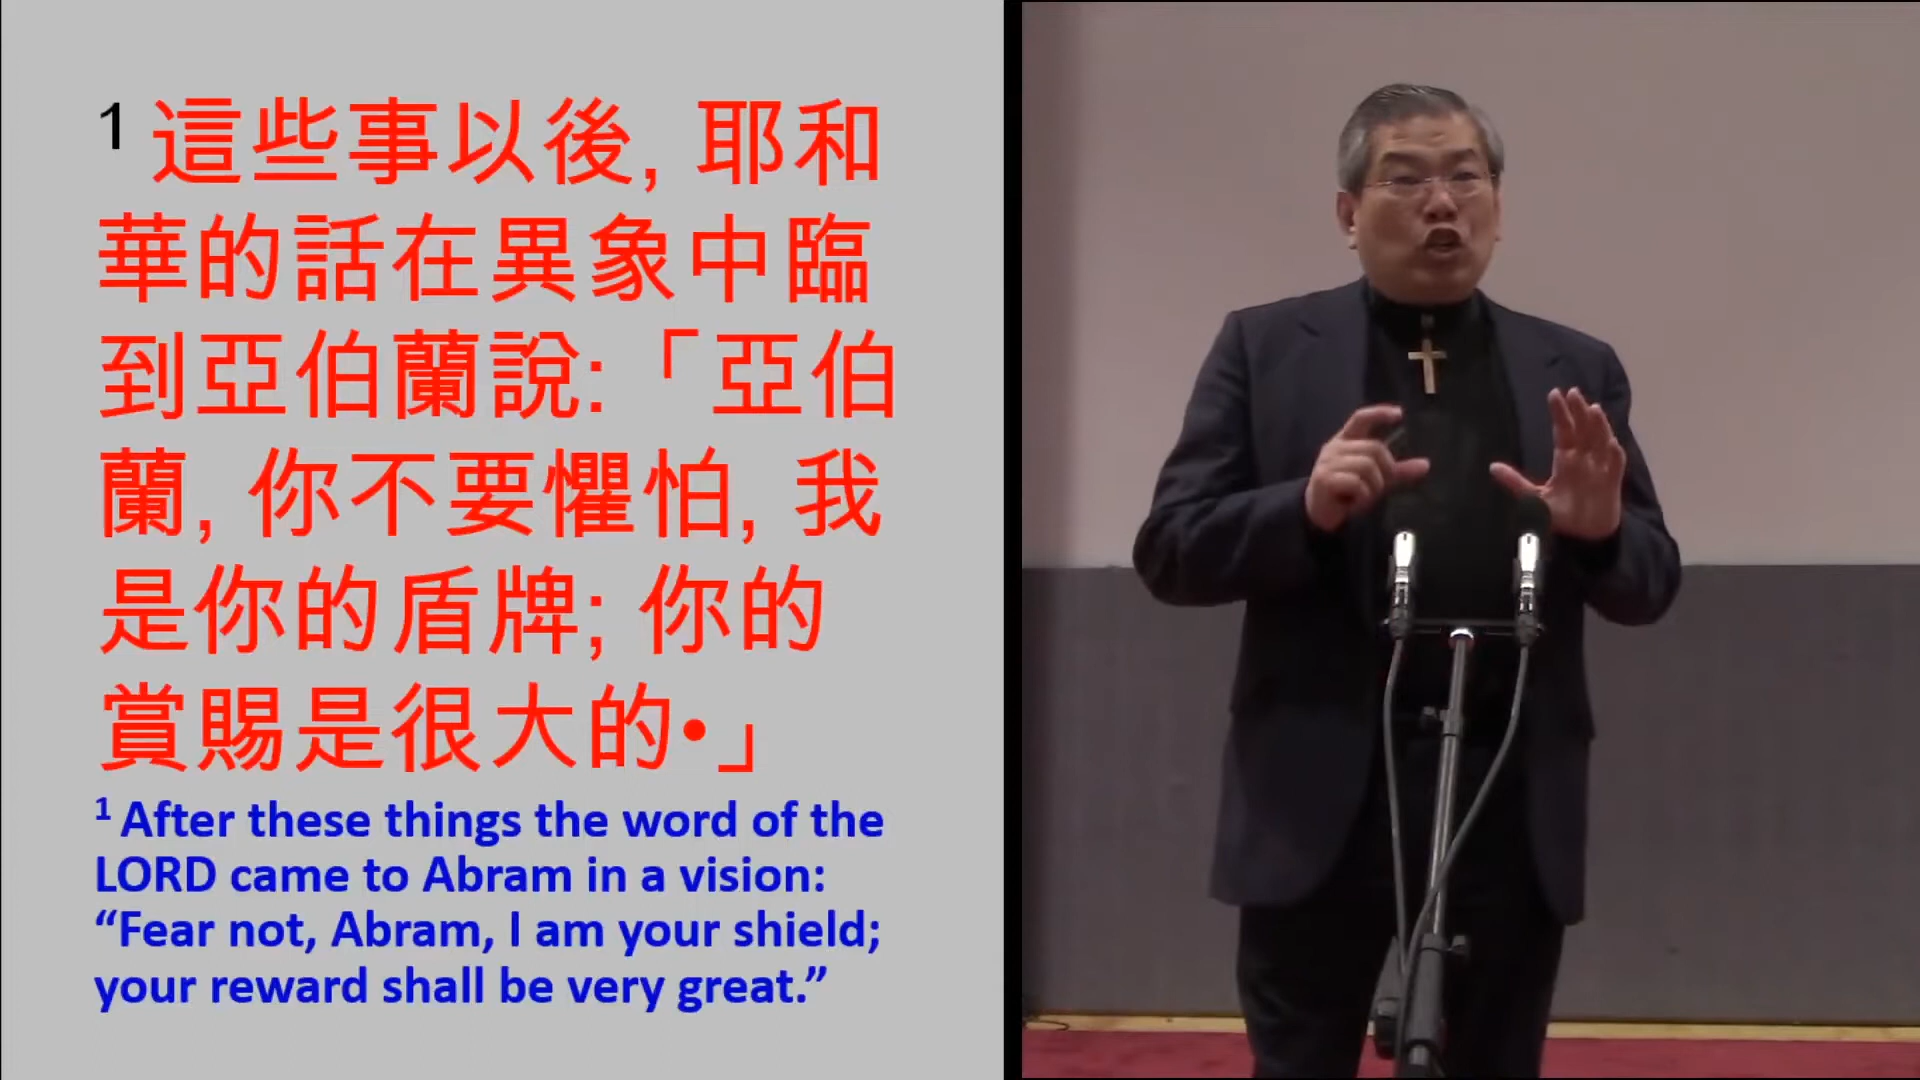 1 這些事以後, 耶和
華的話在異象中臨
到亞伯蘭說:「亞伯
蘭, 你不要懼怕, 我
是你的盾牌; 你的
賞賜是很大的•」
1 After these things the word of the
LORD came to Abram in a vision:
“Fear not, Abram, I am your shield;
your reward shall be very great.”